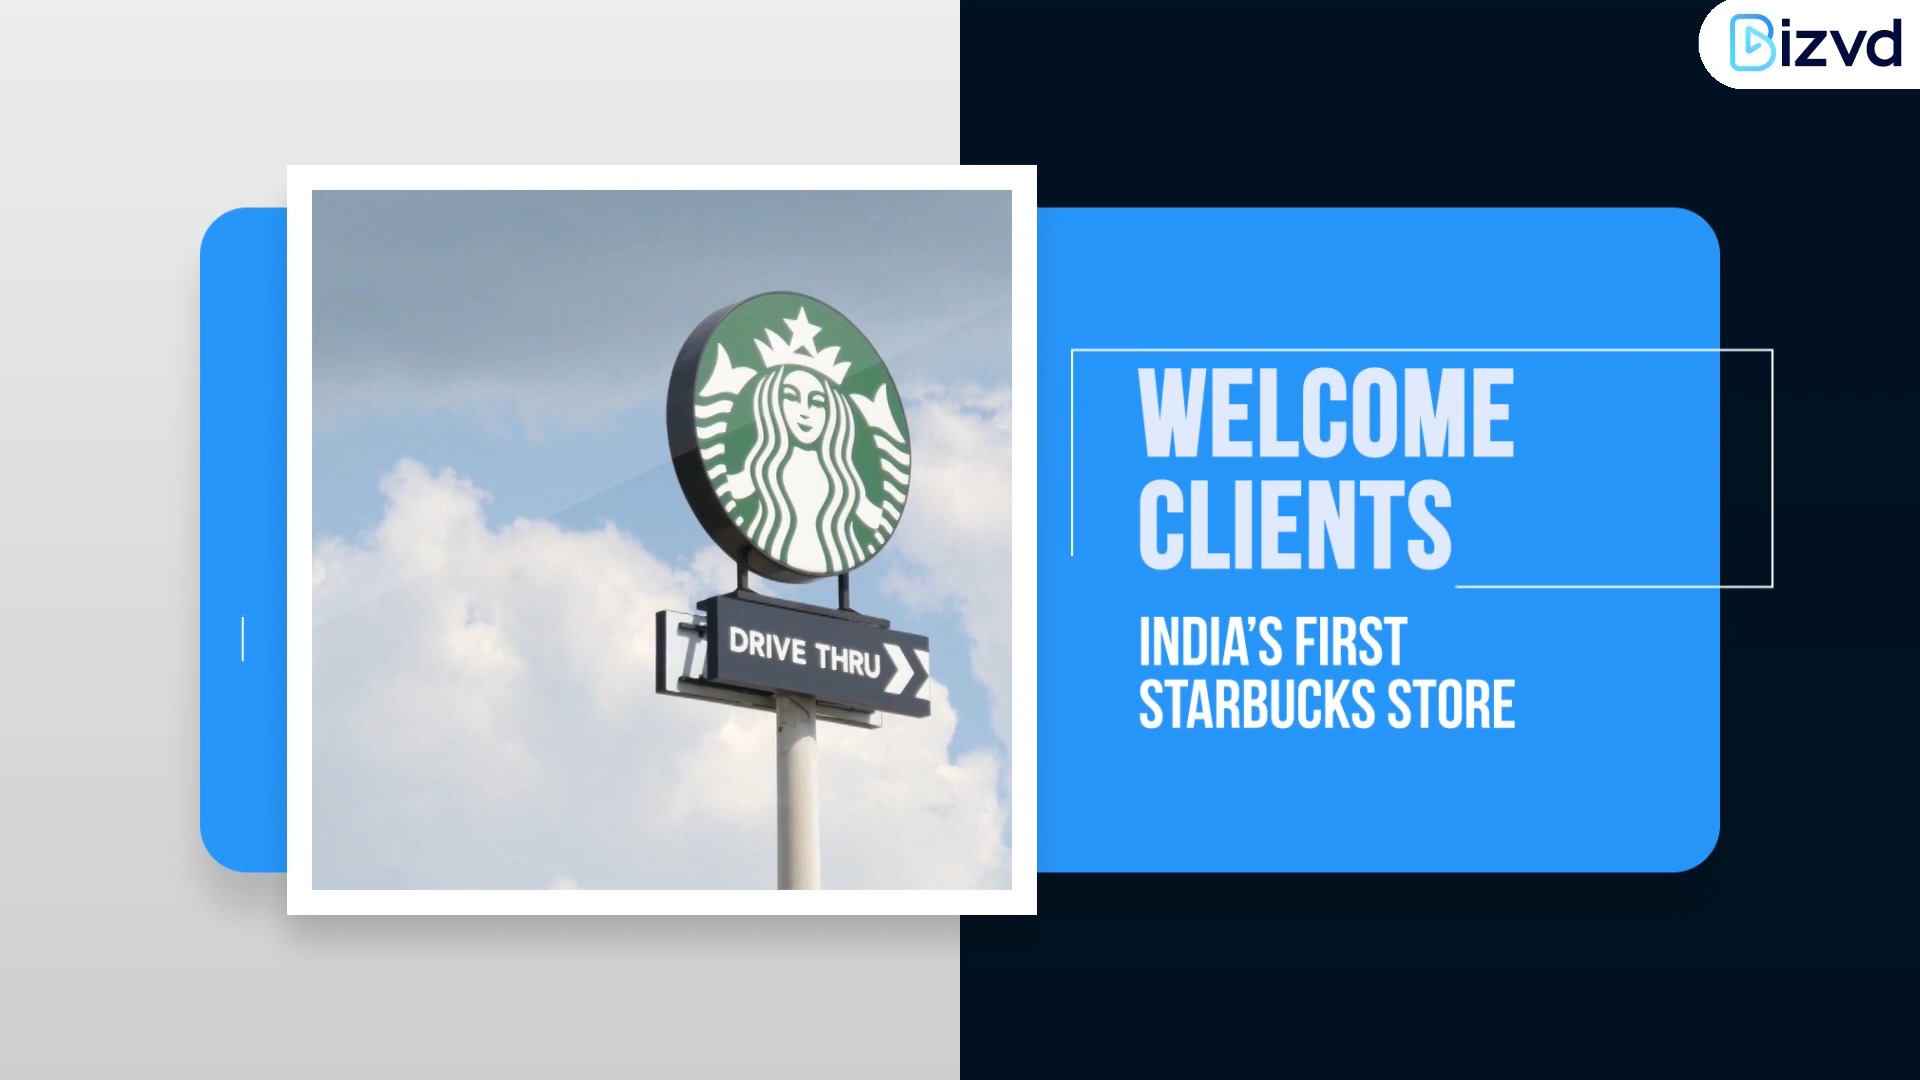 Bizvd
WELCOME
CLIENTS
DRIVE THRU
INDIA’S FIRST
STARBUCKS STORE